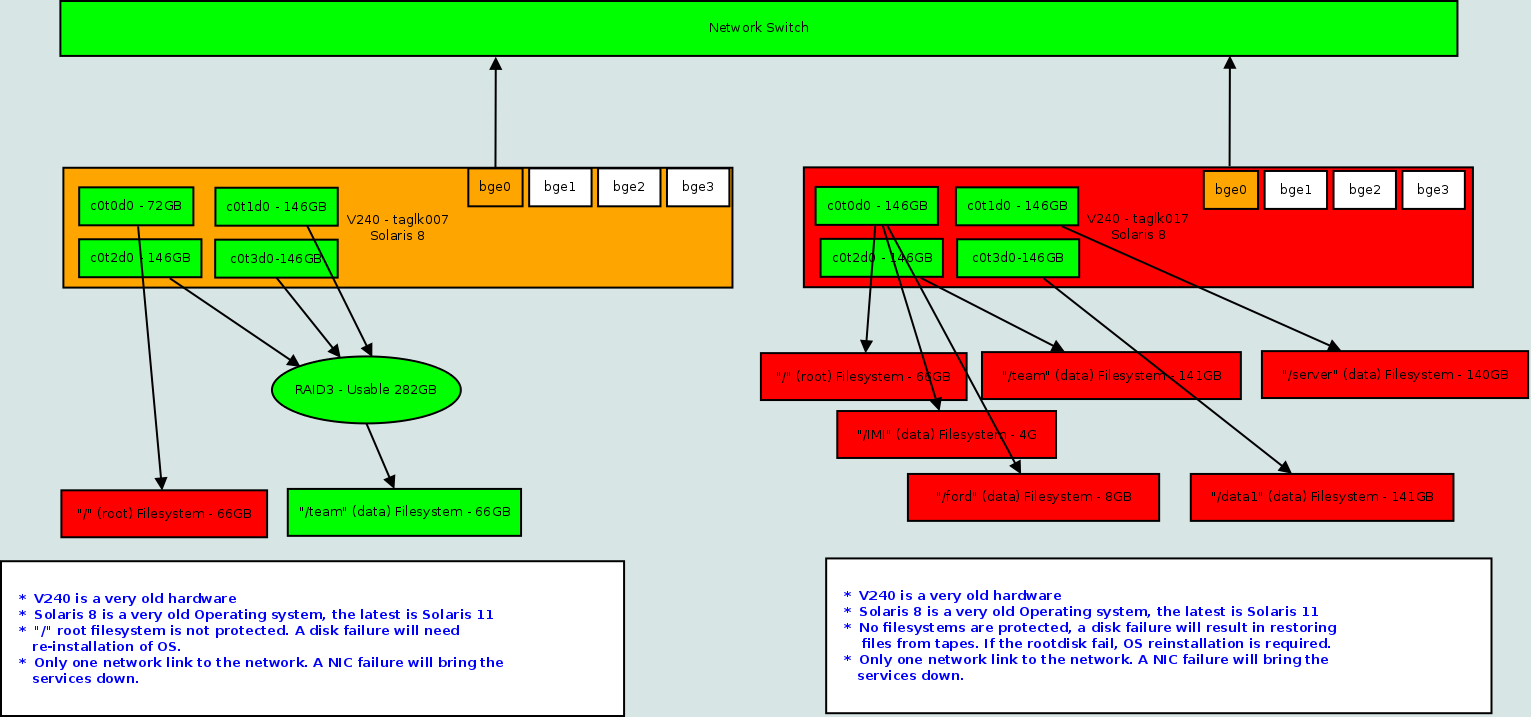 Network Switch
bge0
bge1
bge2
bge3
c0t0d0 - 72GB
c0t1d0 - 146GB
V240 - taglk007
Solaris 8
c0t2d0 - 146GB
c0t3d0-146GB
bge0
bge1
bge2
bge3
c0t0d0 - 146GB
c0t1d0 - 146GB
V240 - taglk017
Solaris 8
c0t2d0 - 146GB
c0t3d0-146GB
RAID3 - Usable 282GB
"/" (root) Filesystem - 66GB
"/team" (data) Filesystem - 66GB
"/" (root) Filesystem - 66GB
"/team" (data) Filesystem - 141GB
"/server" (data) Filesystem - 140GB
"/IMI" (data) Filesystem - 4G
"/ford" (data) Filesystem - 8GB
"/data1" (data) Filesystem - 141GB
* V240 is a very old hardware
* Solaris 8 is a very old Operating system, the latest is Solaris 11
* "/" root filesystem is not protected. A disk failure will need
re-installation of OS.
* Only one network link to the network. A NIC failure will bring the
services down.
* V240 is a very old hardware
* Solaris 8 is a very old Operating system, the latest is Solaris 11
* No filesystems are protected, a disk failure will result in restoring
files from tapes. If the rootdisk fail, OS reinstallation is required.
* Only one network link to the network. A NIC failure will bring the
services down.